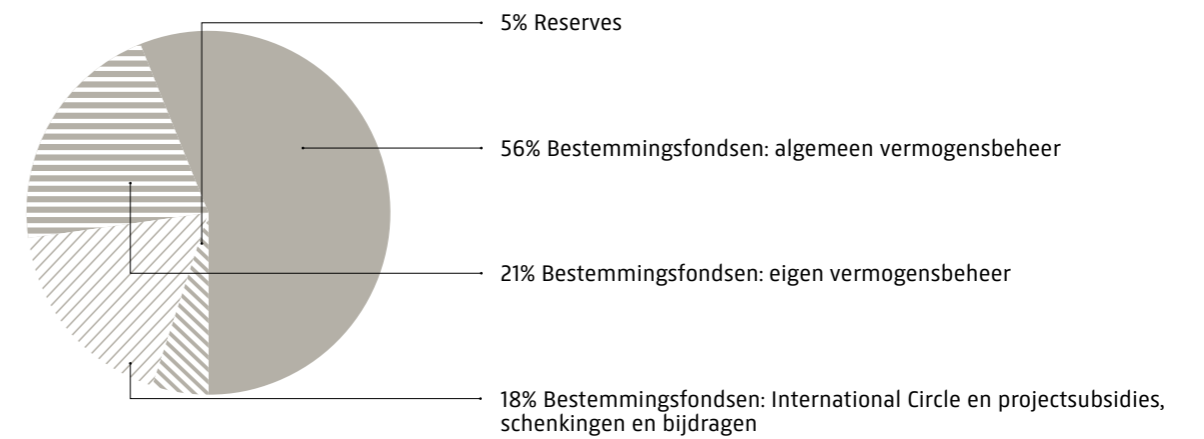 5% Reserves
56% Bestemmingsfondsen: algemeen vermogensbeheer
21% Bestemmingsfondsen: eigen vermogensbeheer
18% Bestemmingsfondsen: International Circle en projectsubsidies,
schenkingen en bijdragen